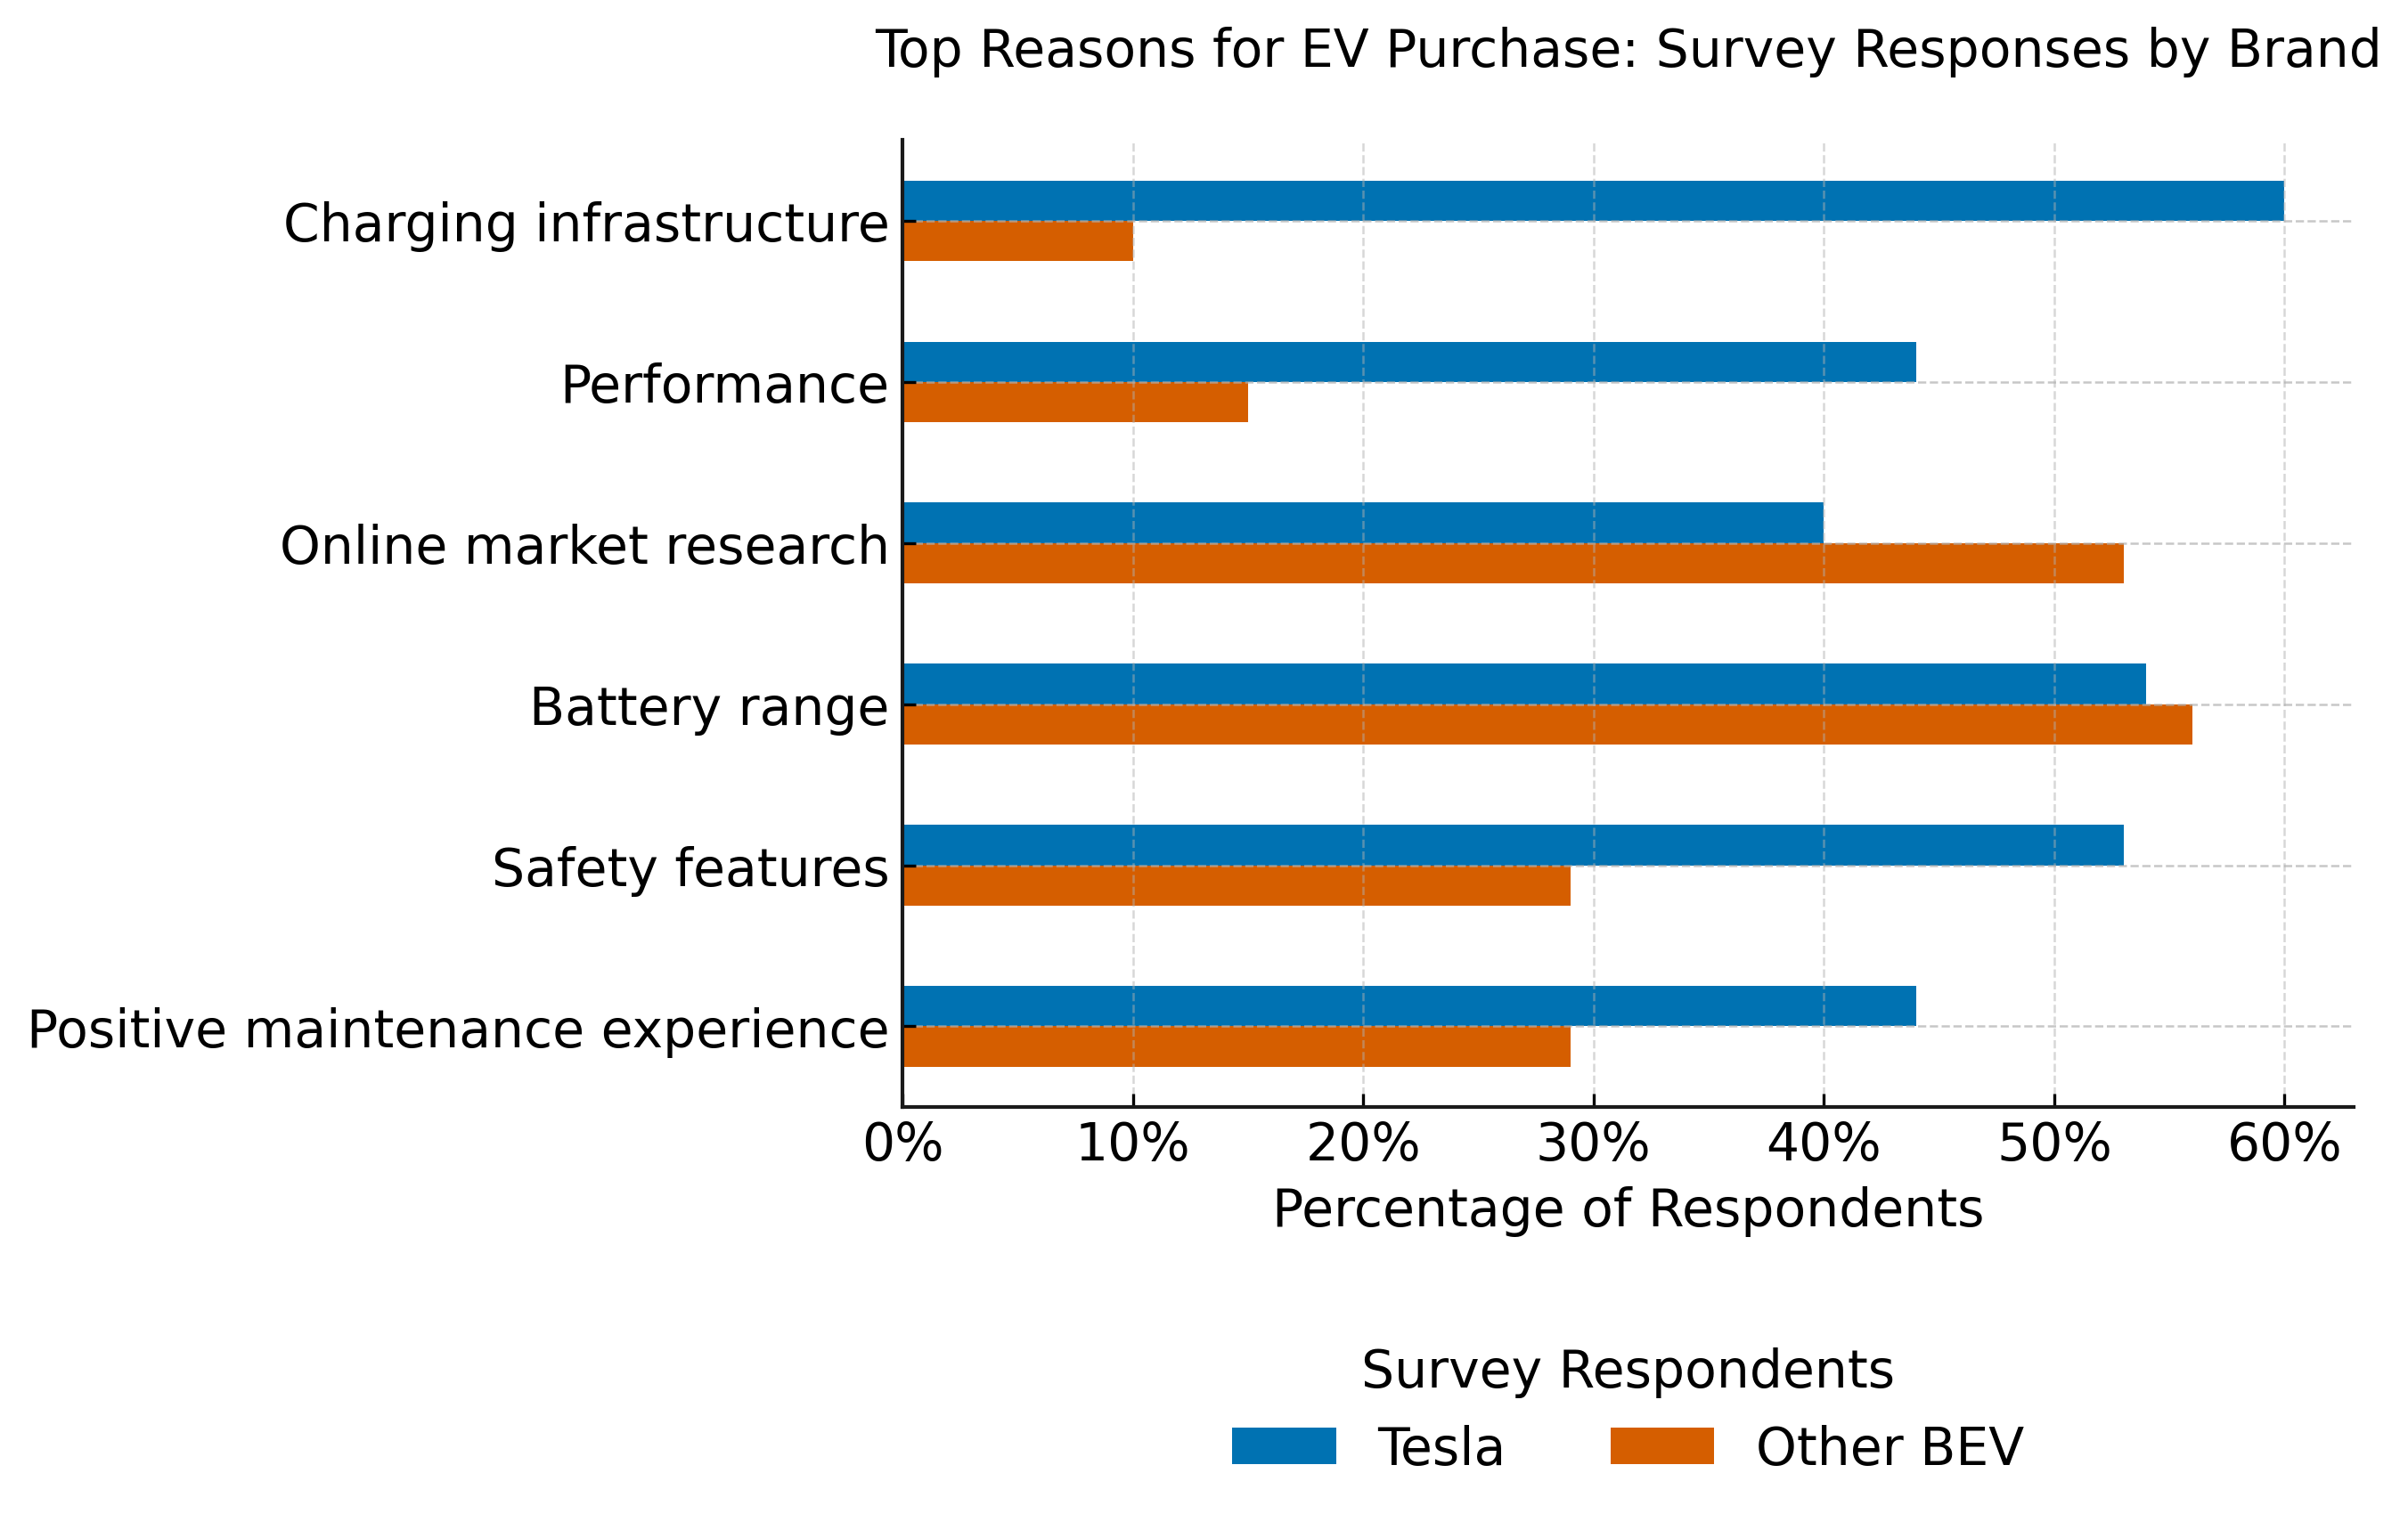 Top Reasons for EV Purchase: Survey Responses by Brand
Charging infrastructure
Performance
Online market research
Battery range
Safety features
Positive maintenance experience
0% 10% 20% 30% 40% 50% 60%
Percentage of Respondents
Survey Respondents
Tesla Other BEV